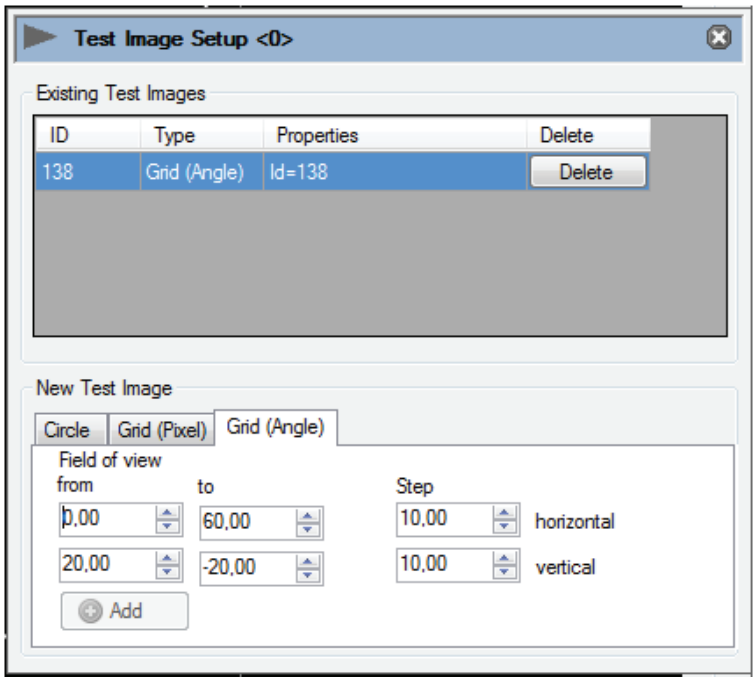 Test Image Setup <0>
Existing Test Images
ID Type Properties Delete
138 Grid (Angle) Id=138 Delete
New Test Image
Circle Grid (Pixel) Grid (Angle)
Field of view
from to Step
0,00 60,00 10,00 horizontal
20,00 -20,00 10,00 vertical
Add